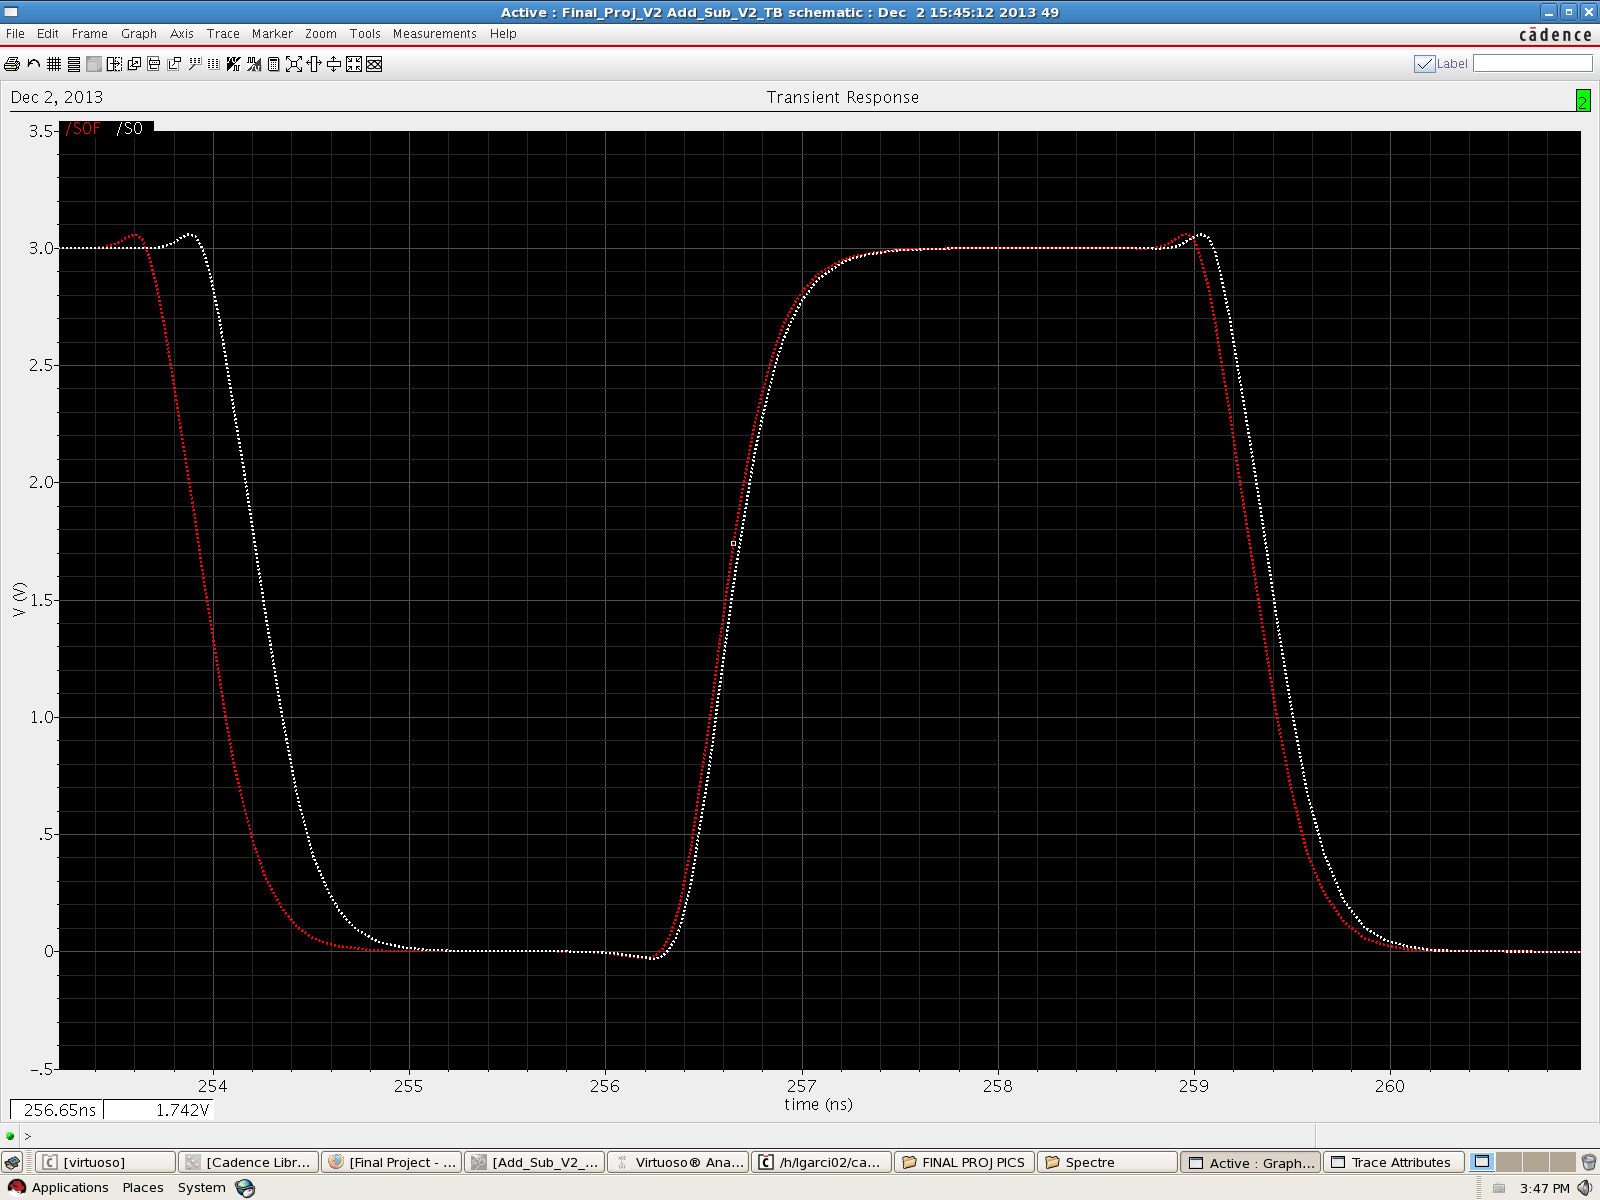 Active : Final_Proj_V2 Add_Sub_V2_TB schematic : Dec  2 15:45:12 2013 49
File Edit Frame Graph Axis Trace Marker Zoom Tools Measurements Help
cādence
Label
Dec 2, 2013
Transient Response
2
/S0F /S0
3.5
3.0
2.5
2.0
1.5
1.0
.5
0
-.5
V (V)
254 255 256 257 258 259 260
time (ns)
256.65ns 1.742V
>
[virtuoso] [Cadence Libr... [Final Project - ... [Add_Sub_V2_... Virtuoso® Ana... /h/lgarci02/ca... FINAL PROJ PICS Spectre Active : Graph... Trace Attributes
Applications Places System 3:47 PM